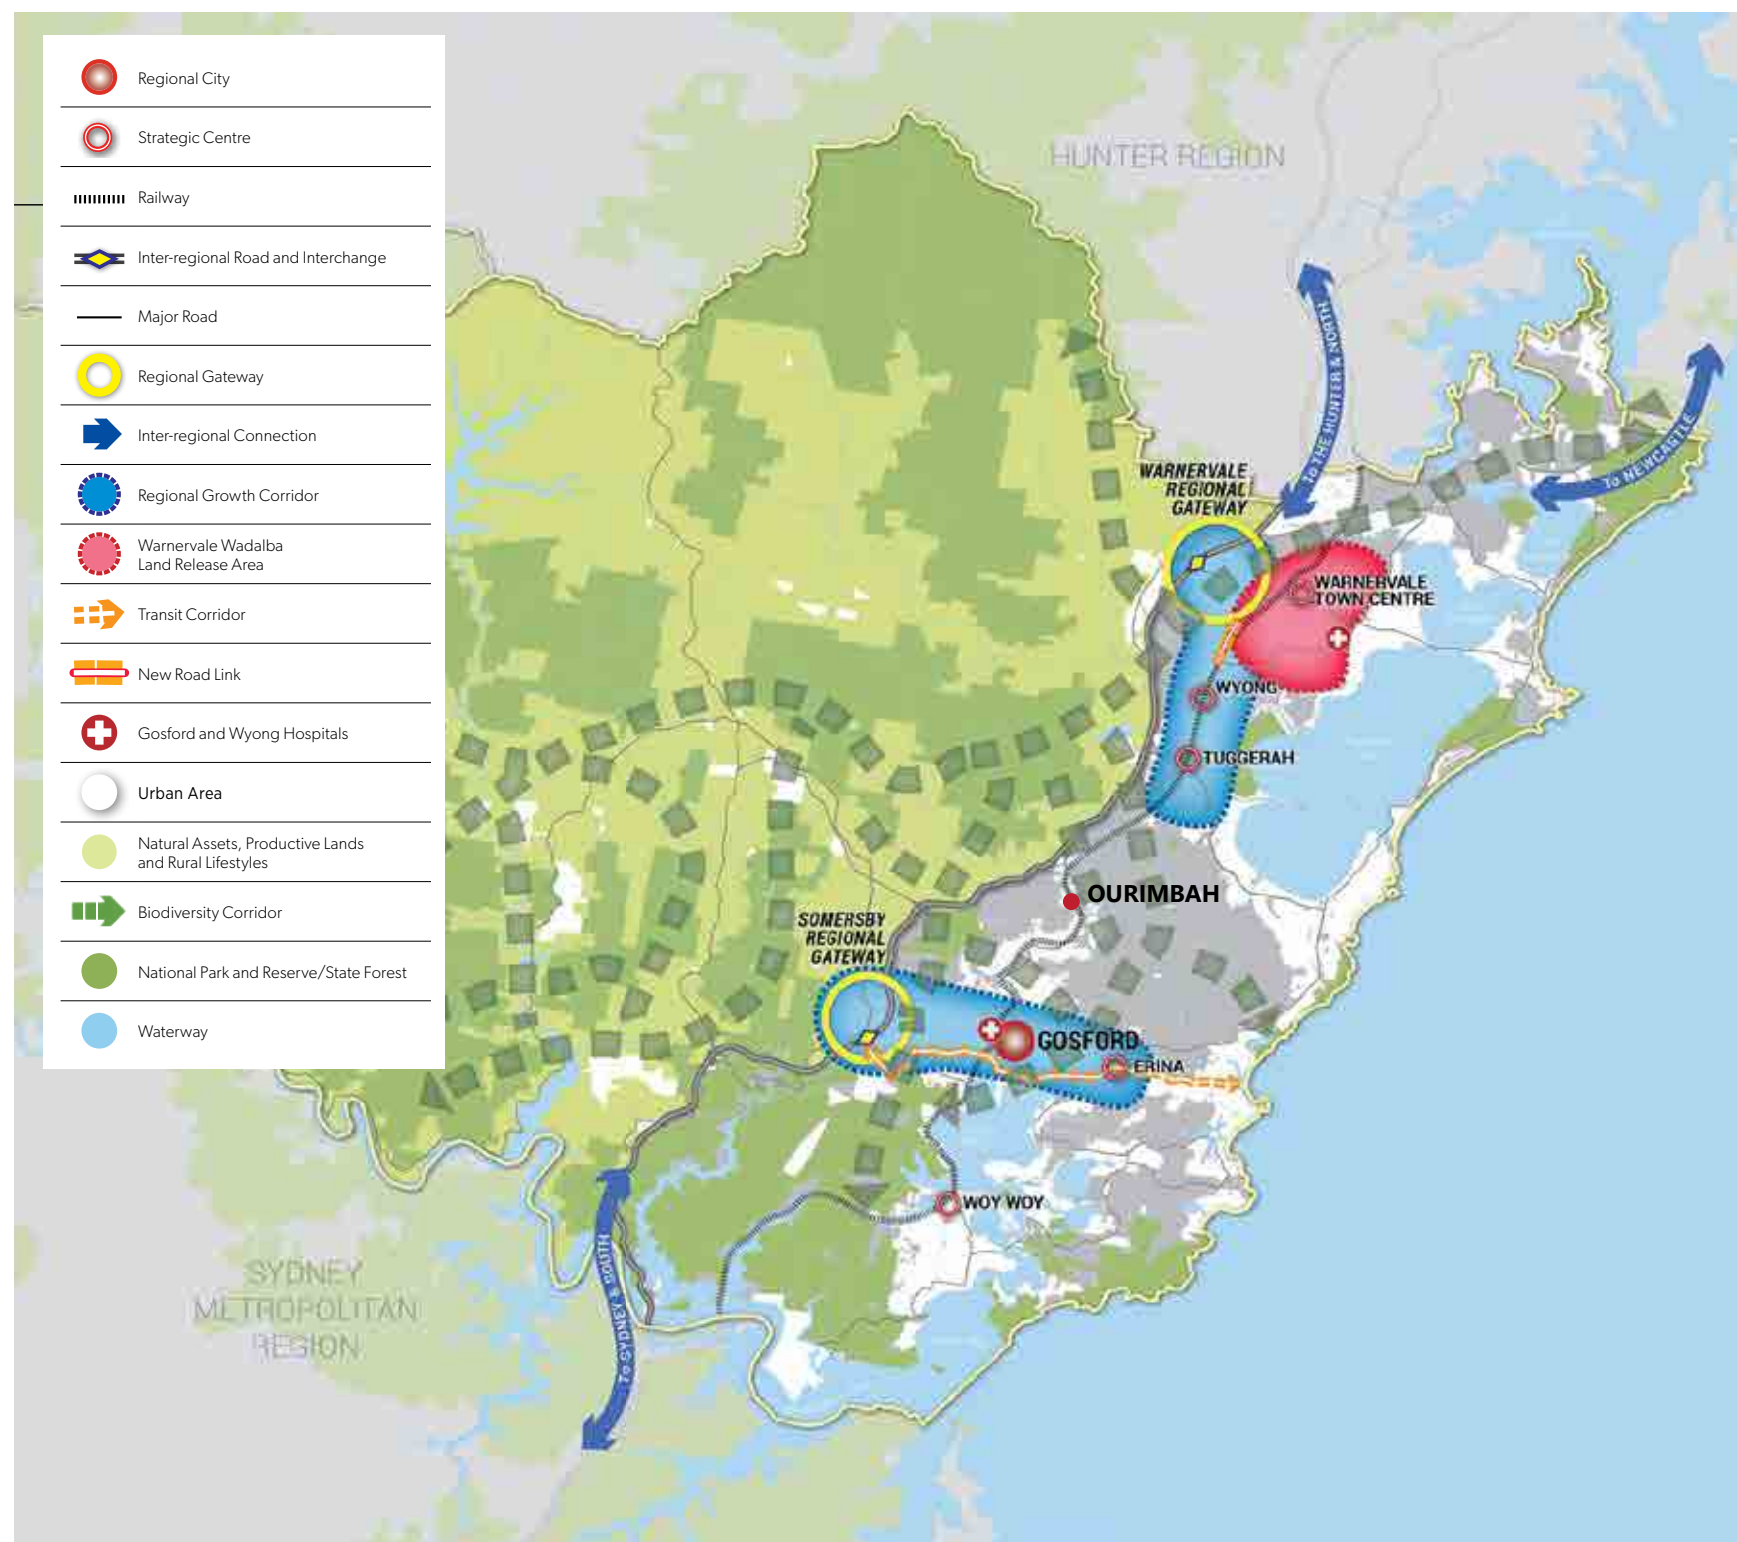 Regional City
Strategic Centre
Railway
Inter-regional Road and Interchange
Major Road
Regional Gateway
Inter-regional Connection
Regional Growth Corridor
Warnervale Wadalba
Land Release Area
Transit Corridor
New Road Link
Gosford and Wyong Hospitals
Urban Area
Natural Assets, Productive Lands
and Rural Lifestyles
Biodiversity Corridor
National Park and Reserve/State Forest
Waterway
HUNTER REGION
To THE HUNTER & NORTH
To NEWCASTLE
WARNERVALE
REGIONAL
GATEWAY
WARNERVALE
TOWN CENTRE
WYONG
TUGGERAH
OURIMBAH
SOMERSBY
REGIONAL
GATEWAY
GOSFORD
ERINA
WOY WOY
To SYDNEY & SOUTH
SYDNEY
METROPOLITAN
REGION